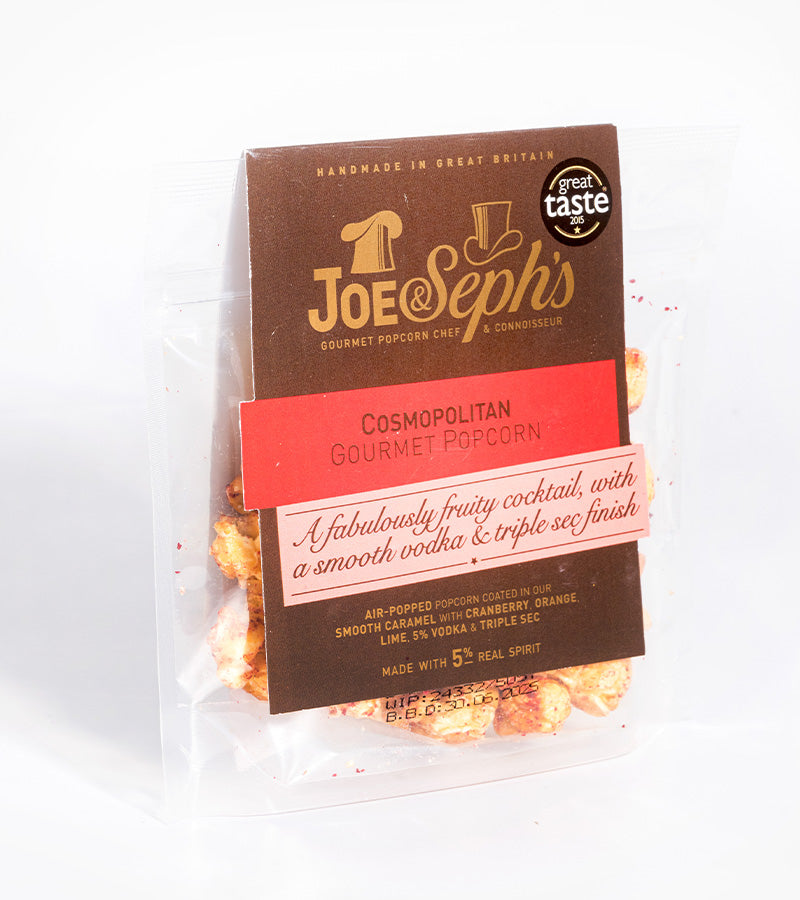 HANDMADE IN GREAT BRITAIN
great
taste®
2015
JOE & Seph's
GOURMET POPCORN CHEF & CONNOISSEUR
COSMOPOLITAN
GOURMET POPCORN
A fabulously fruity cocktail, with
a smooth vodka & triple sec finish
AIR-POPPED POPCORN COATED IN OUR
SMOOTH CARAMEL WITH CRANBERRY, ORANGE,
LIME, 5% VODKA & TRIPLE SEC
MADE WITH 5% REAL SPIRIT
B.B.D:30.06.2025